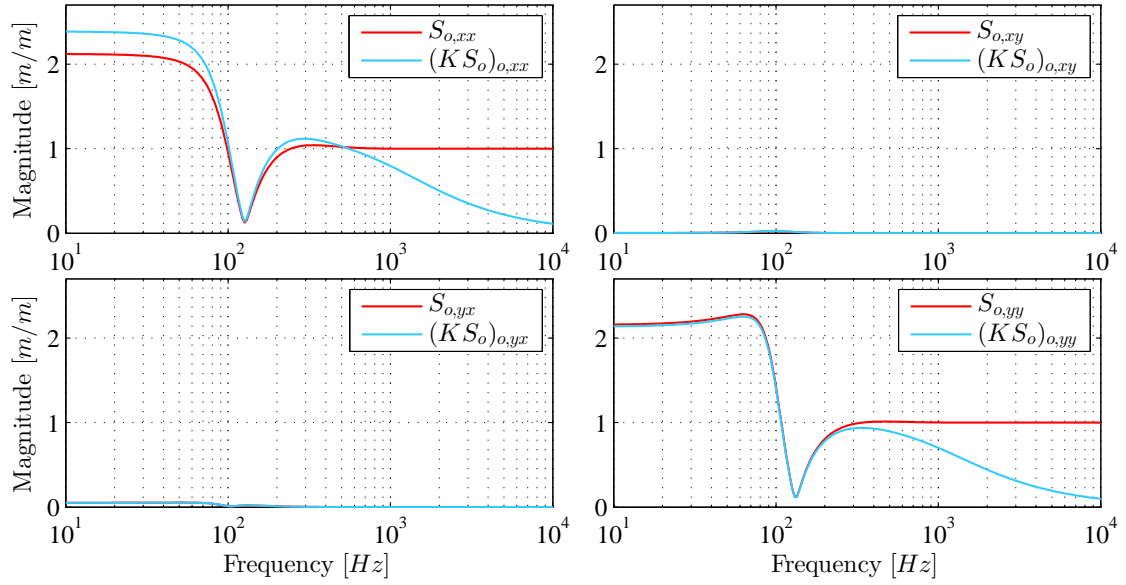 Magnitude [m/m]
2
1
0
10^1 10^2 10^3 10^4
S_{o,xx}
(KS_o)_{o,xx}
2
1
0
10^1 10^2 10^3 10^4
S_{o,xy}
(KS_o)_{o,xy}
Magnitude [m/m]
2
1
0
10^1 10^2 10^3 10^4
Frequency [Hz]
S_{o,yx}
(KS_o)_{o,yx}
2
1
0
10^1 10^2 10^3 10^4
Frequency [Hz]
S_{o,yy}
(KS_o)_{o,yy}